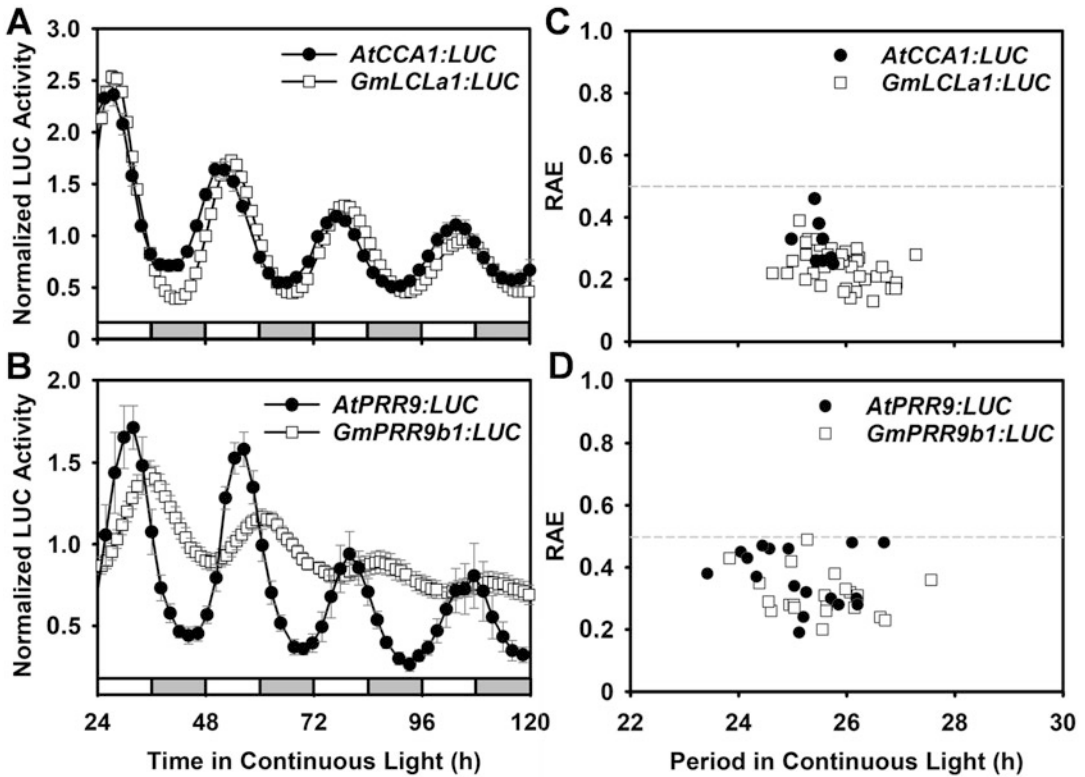 A
Normalized LUC Activity
3.0
2.5
2.0
1.5
1.0
0.5
0
AtCCA1:LUC
GmLCLa1:LUC
B
Normalized LUC Activity
2.0
1.5
1.0
0.5
AtPRR9:LUC
GmPRR9b1:LUC
24 48 72 96 120
Time in Continuous Light (h)
C
RAE
1.0
0.8
0.6
0.4
0.2
0
AtCCA1:LUC
GmLCLa1:LUC
D
RAE
1.0
0.8
0.6
0.4
0.2
0
AtPRR9:LUC
GmPRR9b1:LUC
22 24 26 28 30
Period in Continuous Light (h)